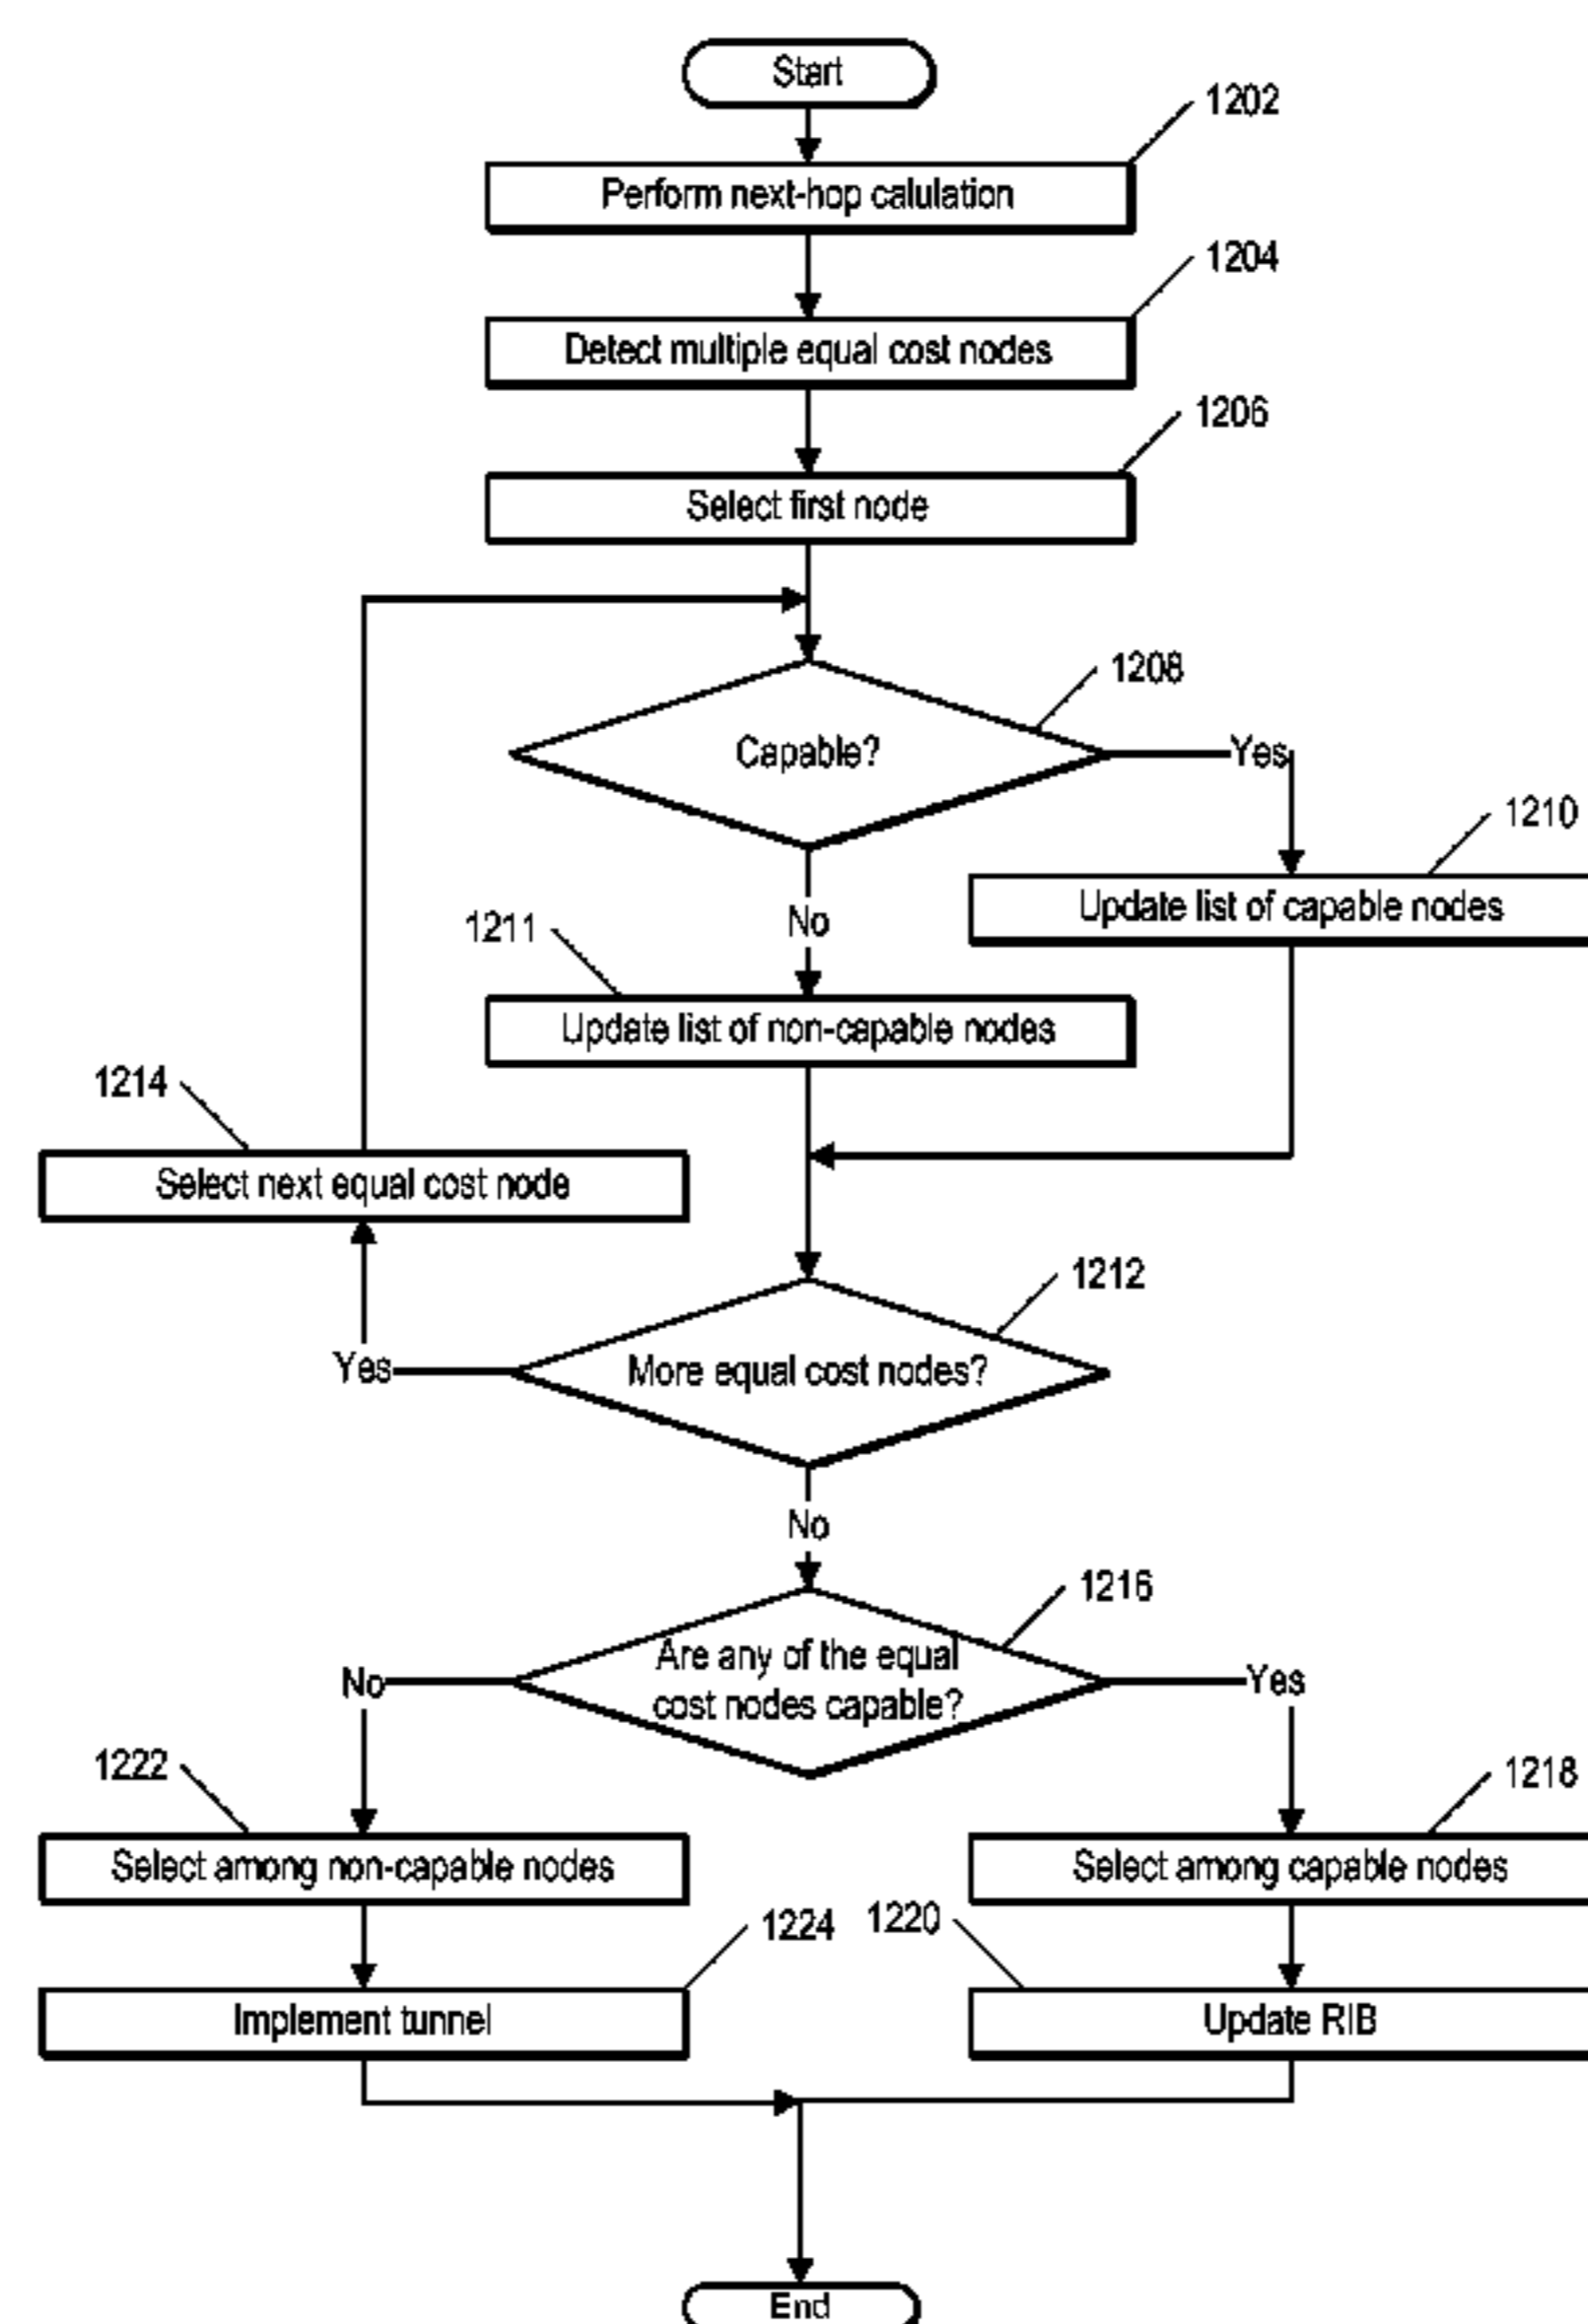 Start
1202
Perform next-hop calulation
1204
Detect multiple equal cost nodes
1206
Select first node
1208
Capable?
Yes
1210
Update list of capable nodes
No
1211
Update list of non-capable nodes
1214
Select next equal cost node
1212
More equal cost nodes?
Yes
No
1216
Are any of the equal
cost nodes capable?
No
Yes
1222
1218
Select among non-capable nodes
Select among capable nodes
1224
1220
Implement tunnel
Update RIB
End